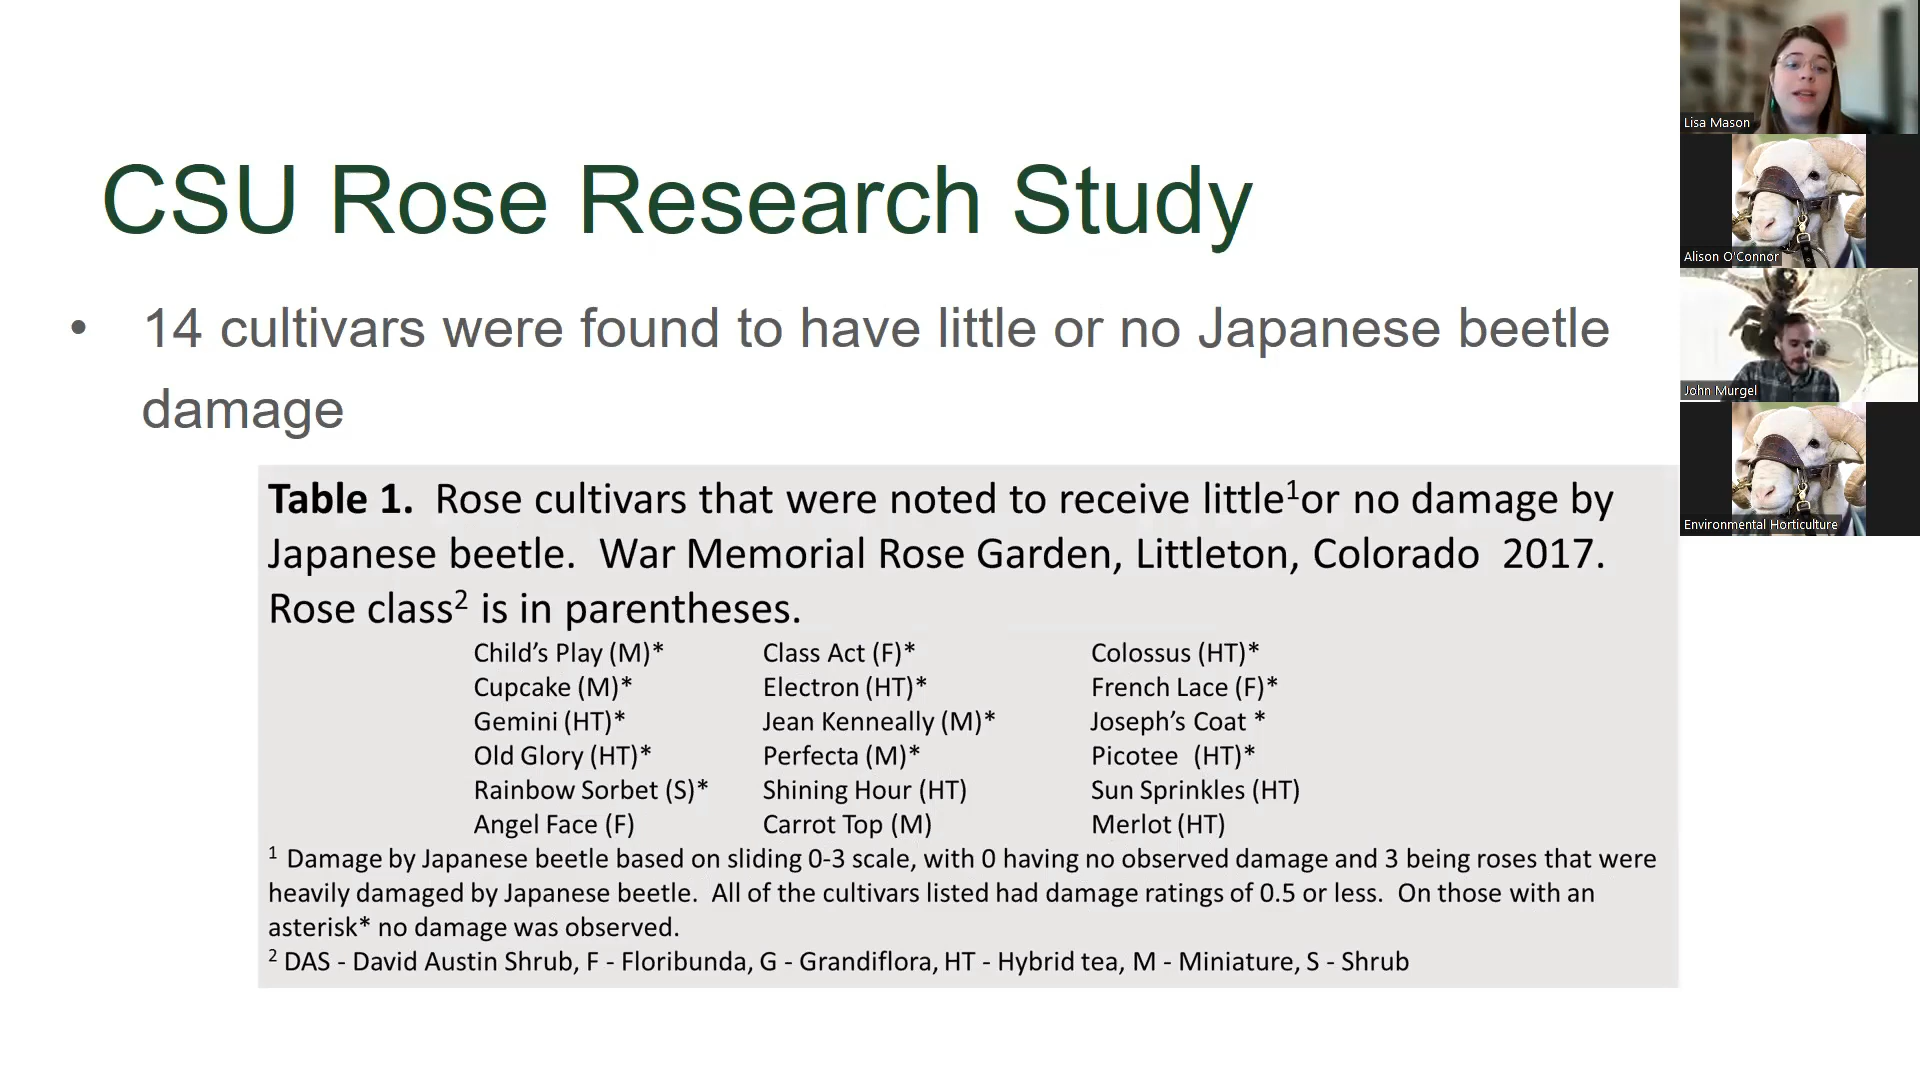 CSU Rose Research Study
• 14 cultivars were found to have little or no Japanese beetle
damage
Table 1. Rose cultivars that were noted to receive little¹or no damage by
Japanese beetle. War Memorial Rose Garden, Littleton, Colorado 2017.
Rose class² is in parentheses.
Child’s Play (M)* Class Act (F)* Colossus (HT)*
Cupcake (M)* Electron (HT)* French Lace (F)*
Gemini (HT)* Jean Kenneally (M)* Joseph’s Coat *
Old Glory (HT)* Perfecta (M)* Picotee (HT)*
Rainbow Sorbet (S)* Shining Hour (HT) Sun Sprinkles (HT)
Angel Face (F) Carrot Top (M) Merlot (HT)
¹ Damage by Japanese beetle based on sliding 0-3 scale, with 0 having no observed damage and 3 being roses that were
heavily damaged by Japanese beetle. All of the cultivars listed had damage ratings of 0.5 or less. On those with an
asterisk* no damage was observed.
² DAS - David Austin Shrub, F - Floribunda, G - Grandiflora, HT - Hybrid tea, M - Miniature, S - Shrub
Lisa Mason
Alison O'Connor
John Murgel
Environmental Horticulture